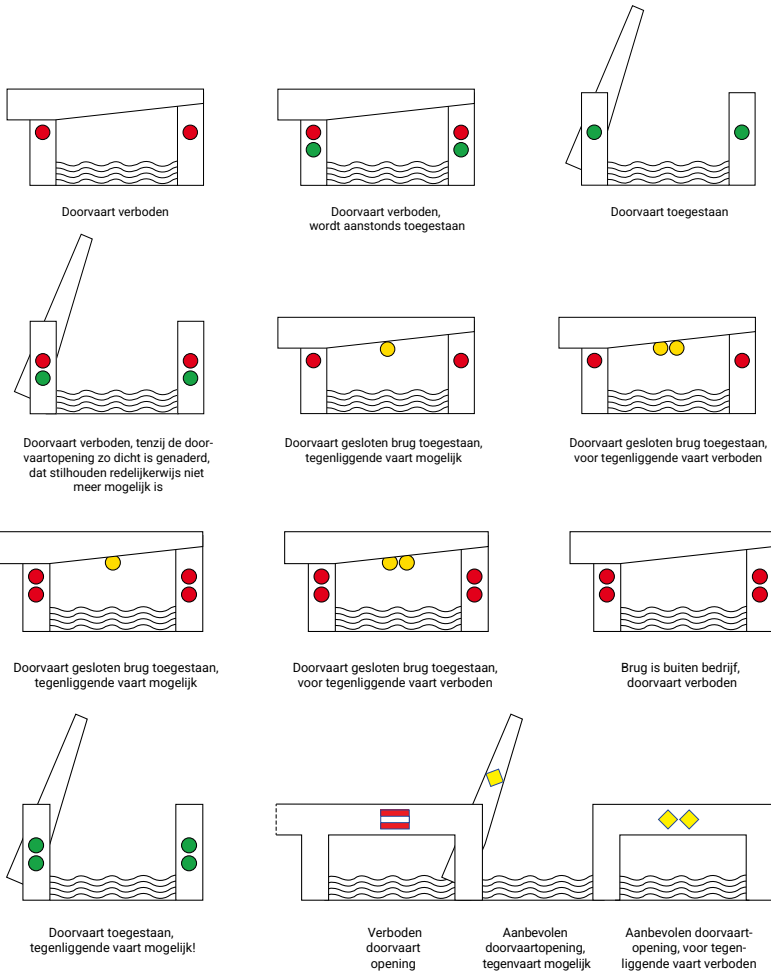 Doorvaart verboden
Doorvaart verboden,
wordt aanstonds toegestaan
Doorvaart toegestaan
Doorvaart verboden, tenzij de door-
vaartopening zo dicht is genaderd,
dat stilhouden redelijkerwijs niet
meer mogelijk is
Doorvaart gesloten brug toegestaan,
tegenliggende vaart mogelijk
Doorvaart gesloten brug toegestaan,
voor tegenliggende vaart verboden
Doorvaart gesloten brug toegestaan,
tegenliggende vaart mogelijk
Doorvaart gesloten brug toegestaan,
voor tegenliggende vaart verboden
Brug is buiten bedrijf,
doorvaart verboden
Doorvaart toegestaan,
tegenliggende vaart mogelijk!
Verboden
doorvaart
opening
Aanbevolen
doorvaartopening,
tegenvaart mogelijk
Aanbevolen doorvaart-
opening, voor tegen-
liggende vaart verboden